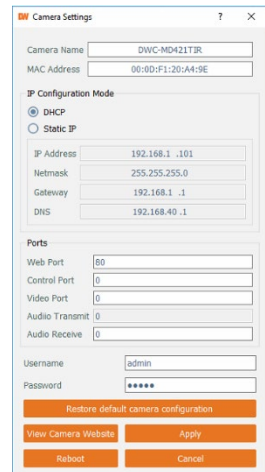 DW Camera Settings ? ×
Camera Name DWC-MD421TIR
MAC Address 00:0D:F1:20:A4:9E
IP Configuration Mode
DHCP
Static IP
IP Address 192.168.1 .101
Netmask 255.255.255.0
Gateway 192.168.1 .1
DNS 192.168.40 .1
Ports
Web Port 80
Control Port 0
Video Port 0
Audiio Transmit 0
Audio Receive 0
Username admin
Password •••••
Restore default camera configuration
View Camera Website Apply
Reboot Cancel